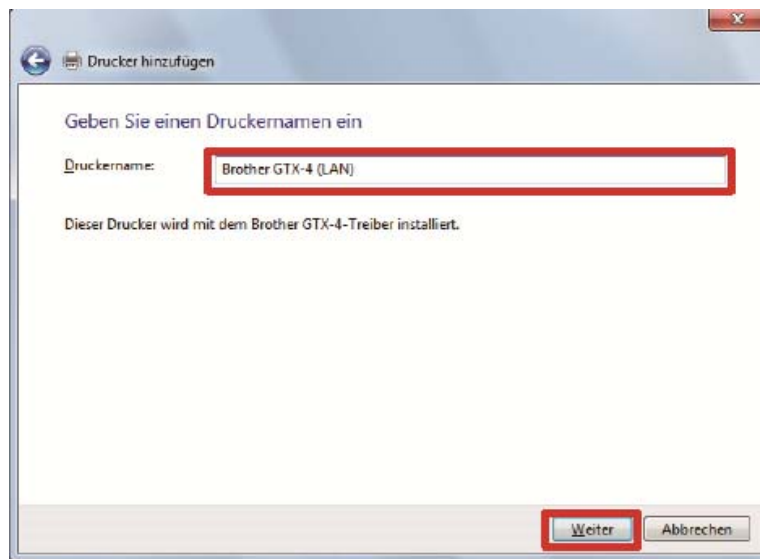 Drucker hinzufügen
Geben Sie einen Druckernamen ein
Druckername: Brother GTX-4 (LAN)
Dieser Drucker wird mit dem Brother GTX-4-Treiber installiert.
Weiter Abbrechen